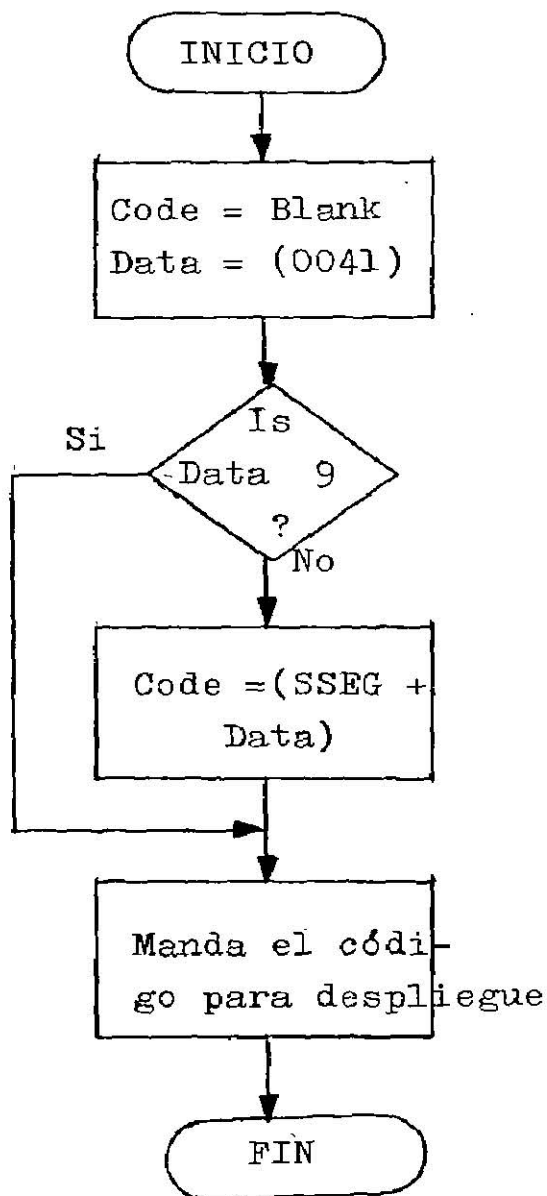 INICIO
Code = Blank
Data = (0041)
Si
Is
Data 9
?
No
Code =(SSEG +
Data)
Manda el códi-
go para despliegue
FIN